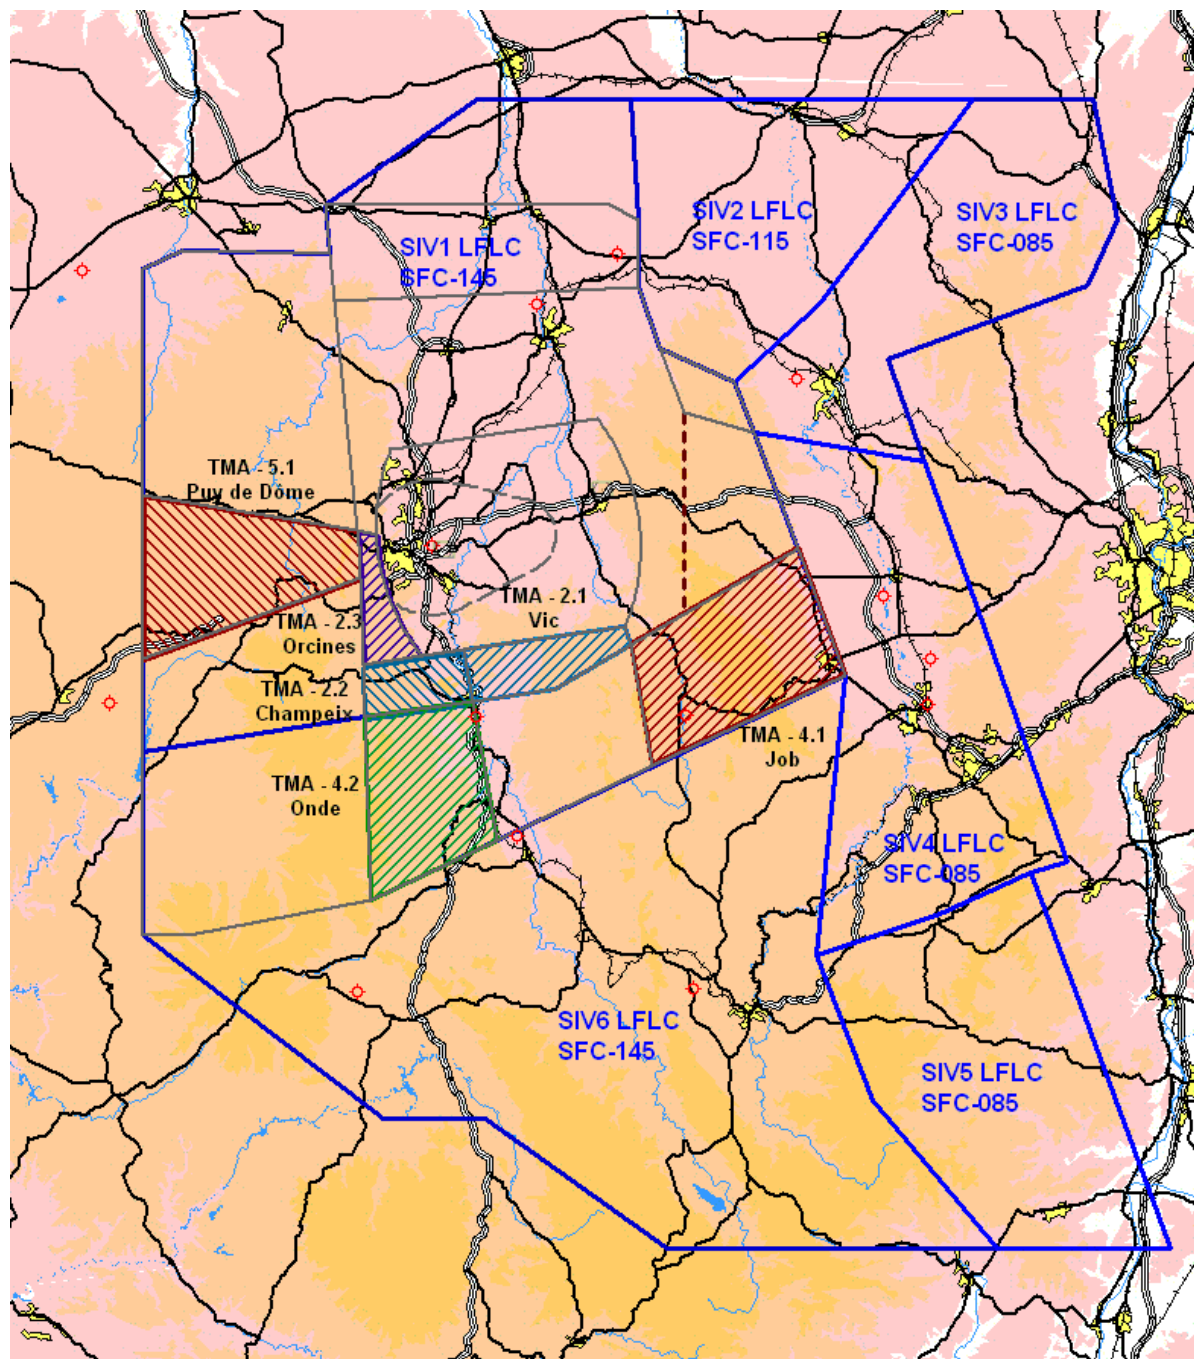 SIV2 LFLC
SFC-115
SIV3 LFLC
SFC-085
SIV1 LFLC
SFC-145
TMA - 5.1
Puy de Dôme
TMA - 2.1
Vic
TMA - 2.3
Orcines
TMA - 2.2
Champeix
TMA - 4.1
Job
TMA - 4.2
Onde
SIV4 LFLC
SFC-085
SIV6 LFLC
SFC-145
SIV5 LFLC
SFC-085